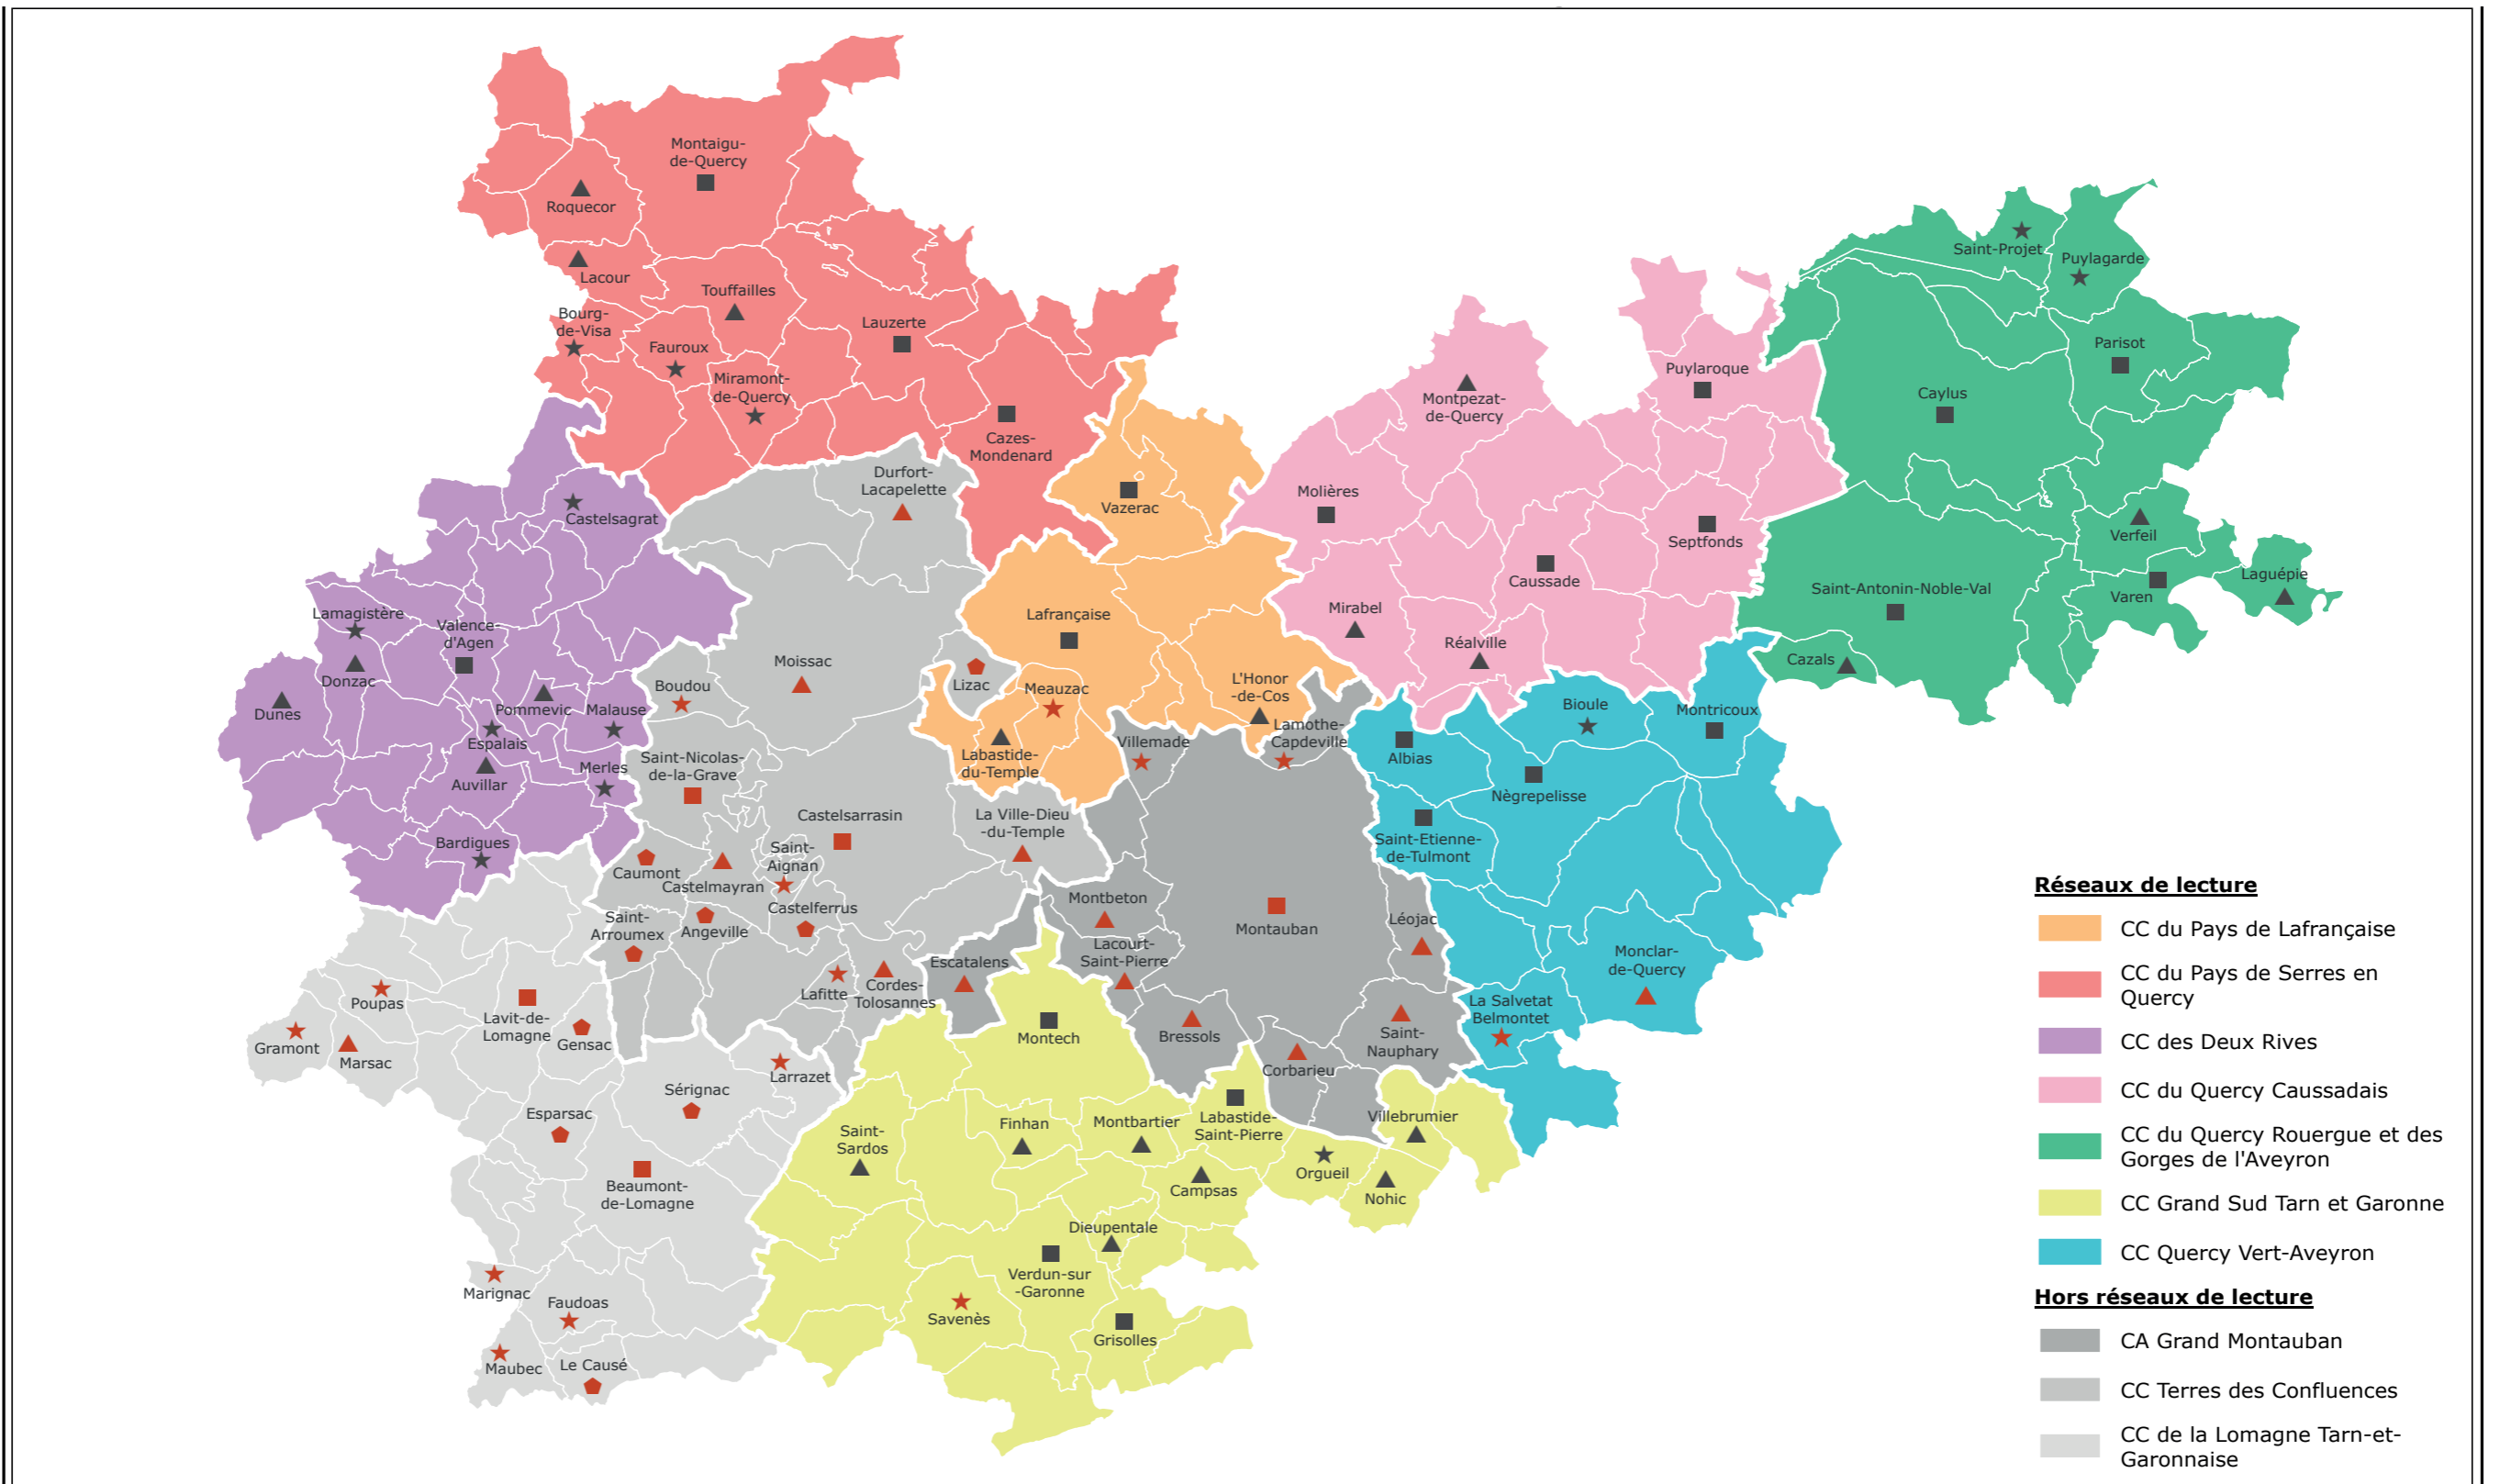 Montaigu-
de-Quercy
Roquecor
Lacour
Touffailles
Bourg-
de-Visa
Lauzerte
Fauroux
Miramont-
de-Quercy
Cazes-
Mondenard
Saint-Projet
Puylagarde
Parisot
Puylaroque
Caylus
Montpezat-
de-Quercy
Durfort-
Lacapelette
Vazerac
Molières
Septfonds
Castelsagrat
Verfeil
Caussade
Laguépie
Varen
Saint-Antonin-Noble-Val
Mirabel
Réalville
Cazals
Lamagistère
Valence-
d'Agen
Donzac
Dunes
Pommevic
Malause
Espalais
Auvillar
Merles
Bardigues
Lafrançaise
Moissac
Boudou
Lizac
Meauzac
L'Honor
-de-Cos
Labastide-
du-Temple
Villemade
Lamothe-
Capdeville
Albias
Bioule
Montricoux
Nègrepelisse
Saint-Etienne-
de-Tulmont
Saint-Nicolas-
de-la-Grave
Castelsarrasin
La Ville-Dieu
-du-Temple
Saint-
Aignan
Caumont
Castelmayran
Castelferrus
Saint-
Arroumex
Angeville
Montbeton
Montauban
Léojac
Lacourt-
Saint-Pierre
Escatalens
Lafitte
Cordes-
Tolosannes
Monclar-
de-Quercy
La Salvetat
Belmontet
Poupas
Lavit-de-
Lomagne
Gensac
Gramont
Marsac
Montech
Bressols
Saint-
Nauphary
Corbarieu
Larrazet
Sérignac
Esparsac
Beaumont-
de-Lomagne
Saint-
Sardos
Finhan
Montbartier
Labastide-
Saint-Pierre
Villebrumier
Orgueil
Nohic
Campsas
Dieupentale
Verdun-sur
-Garonne
Savenès
Grisolles
Marignac
Faudoas
Maubec
Le Causé
Réseaux de lecture
CC du Pays de Lafrançaise
CC du Pays de Serres en
Quercy
CC des Deux Rives
CC du Quercy Caussadais
CC du Quercy Rouergue et des
Gorges de l'Aveyron
CC Grand Sud Tarn et Garonne
CC Quercy Vert-Aveyron
Hors réseaux de lecture
CA Grand Montauban
CC Terres des Confluences
CC de la Lomagne Tarn-et-
Garonnaise